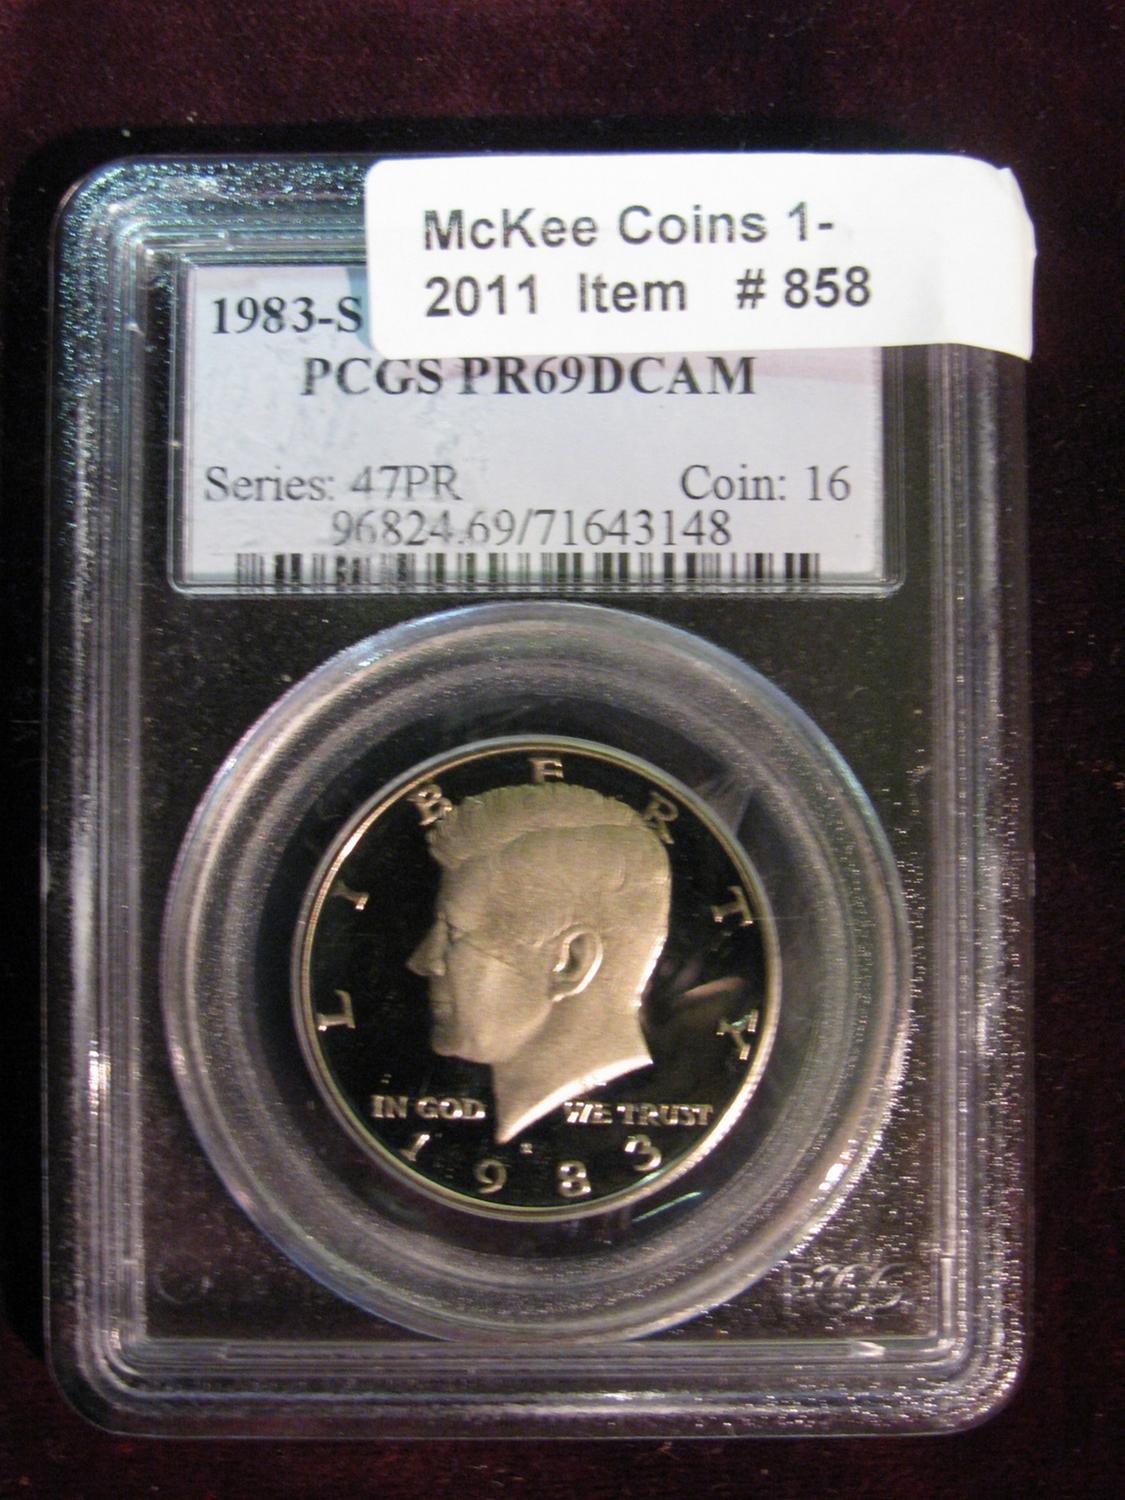 McKee Coins 1-
2011 Item # 858
1983-S
PCGS PR69DCAM
Series: 47PR Coin: 16
96824.69/71643148
LIBERTY
IN GOD WE TRUST
1983
PCGS